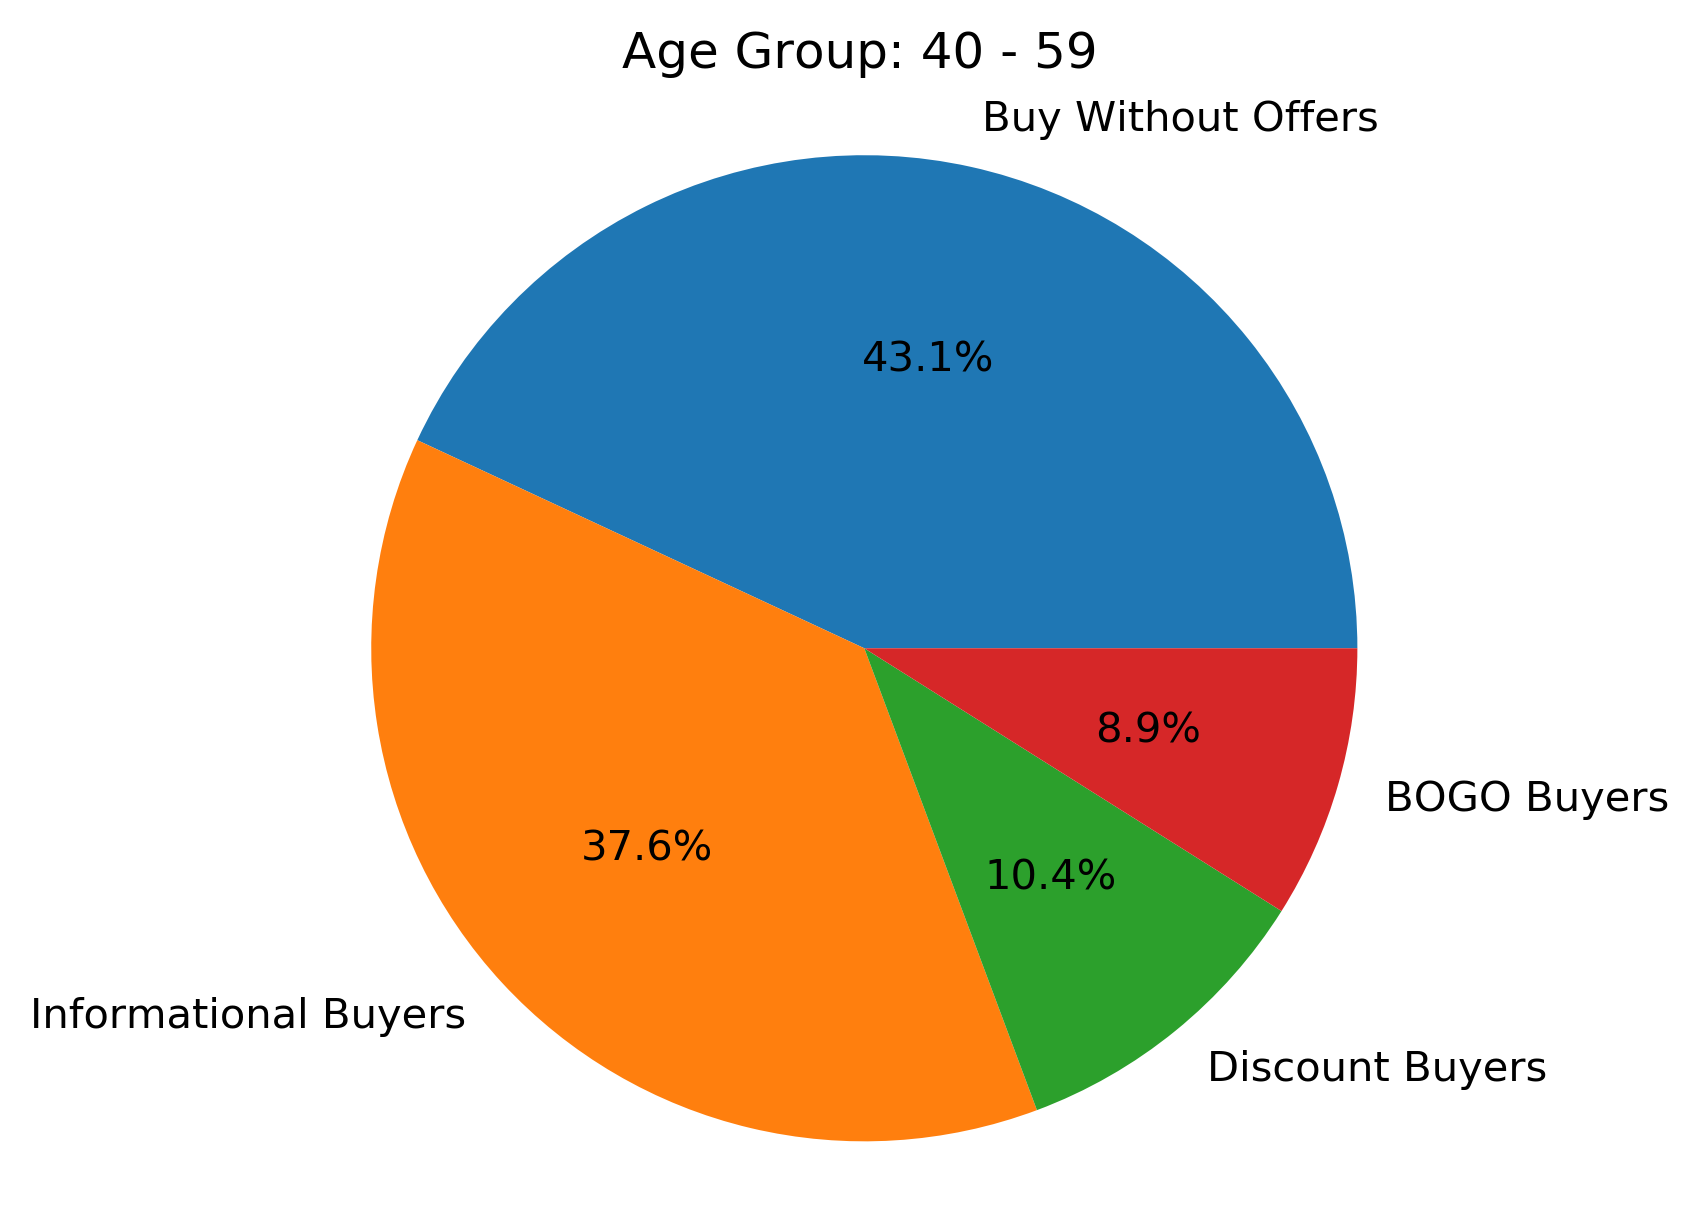 Age Group: 40 - 59
Buy Without Offers
43.1%
8.9%
BOGO Buyers
37.6%
10.4%
Informational Buyers
Discount Buyers